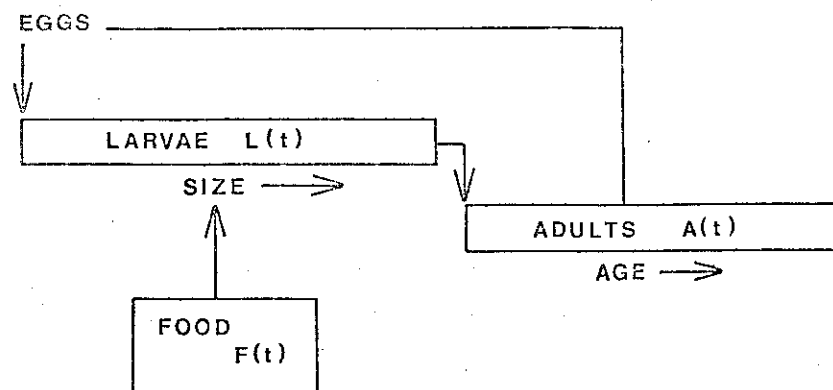 EGGS
LARVAE L(t)
SIZE
ADULTS A(t)
AGE
FOOD
F(t)